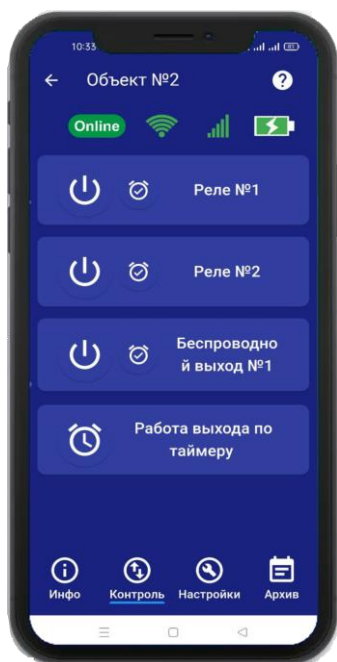 10:33
Объект №2
?
Online
Реле №1
Реле №2
Беспроводно
й выход №1
Работа выхода по
таймеру
Инфо Контроль Настройки Архив